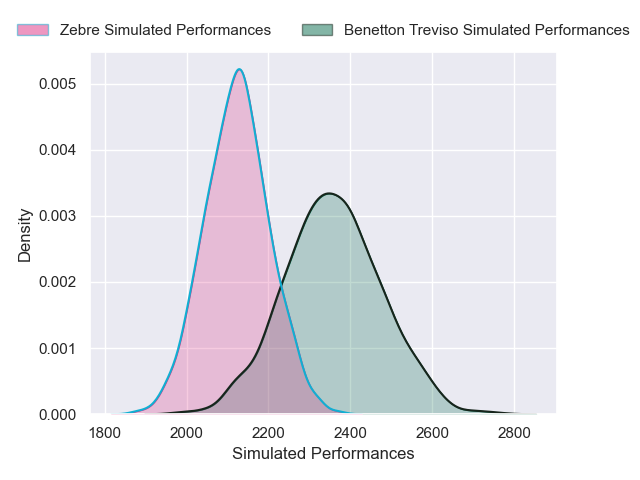 Zebre Simulated Performances
Benetton Treviso Simulated Performances
0.005
0.004
0.003
0.002
0.001
0.000
Density
1800 2000 2200 2400 2600 2800
Simulated Performances